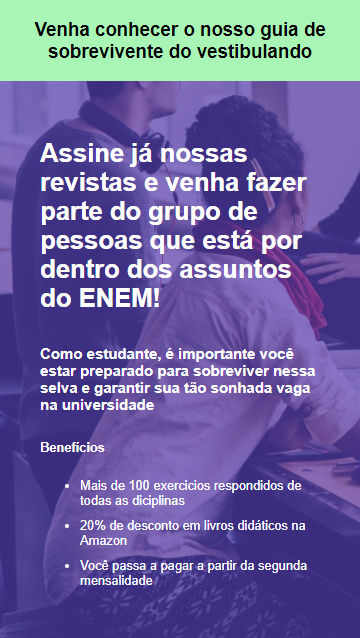 Venha conhecer o nosso guia de
sobrevivente do vestibulando
Assine já nossas
revistas e venha fazer
parte do grupo de
pessoas que está por
dentro dos assuntos
do ENEM!
Como estudante, é importante você
estar preparado para sobreviver nessa
selva e garantir sua tão sonhada vaga
na universidade
Benefícios
• Mais de 100 exercicios respondidos de
todas as diciplinas
• 20% de desconto em livros didáticos na
Amazon
• Você passa a pagar a partir da segunda
mensalidade